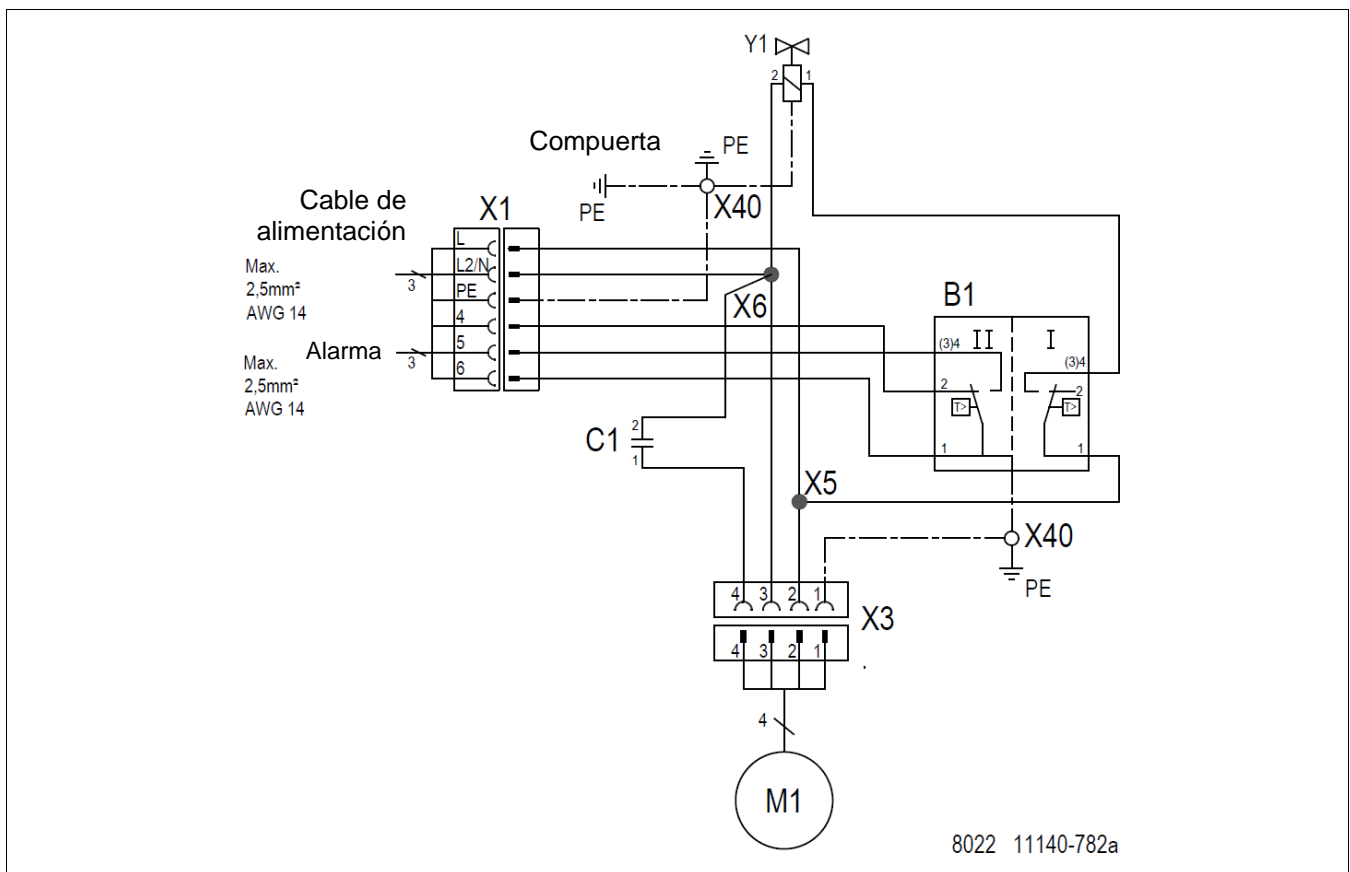 Y1
2 1
Compuerta
PE
PE
X40
Cable de
alimentación
X1
Max.
2,5mm²
AWG 14
3
L
L2/N
PE
4
5
6
Alarma
3
Max.
2,5mm²
AWG 14
X6
B1
(3)4 II I
(3)4
2 2
T> T>
1 1
C1
2
1
X5
X40
PE
4 3 2 1
X3
4 3 2 1
4
M1
8022 11140-782a